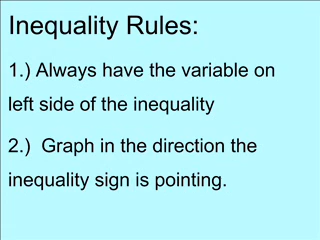 Inequality Rules:
1.) Always have the variable on
left side of the inequality
2.)  Graph in the direction the
inequality sign is pointing.